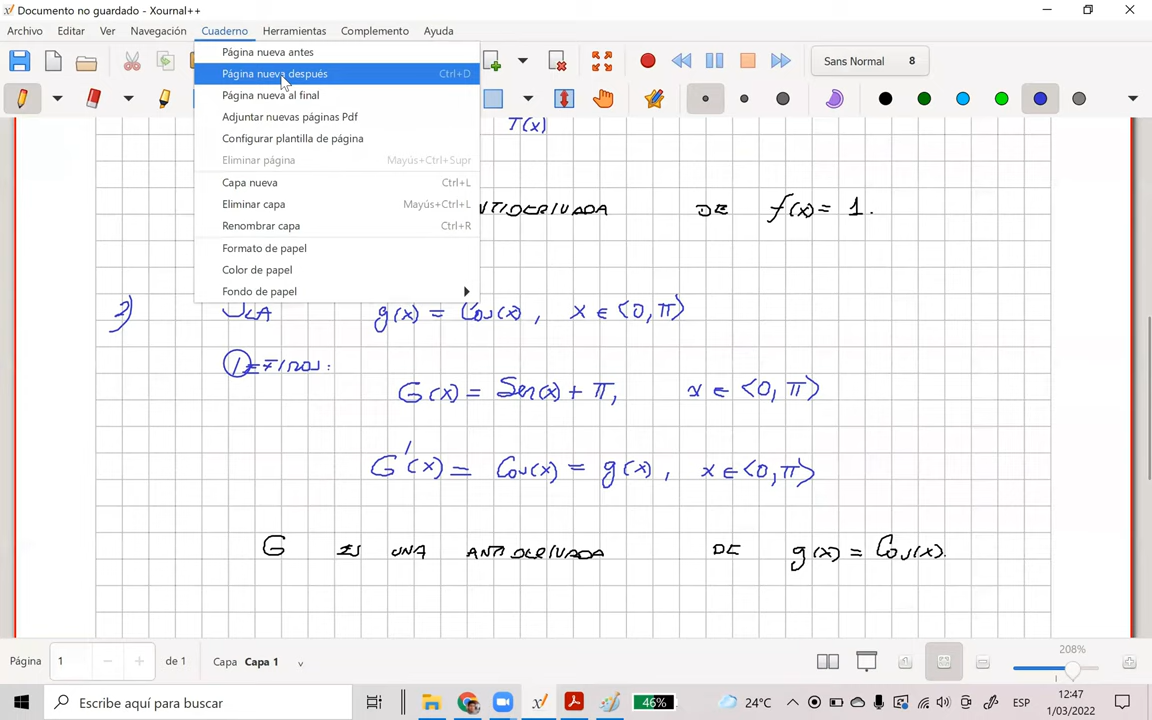 Documento no guardado - Xournal++
Archivo Editar Ver Navegación Cuaderno Herramientas Complemento Ayuda
Página nueva antes
Página nueva después Ctrl+D
Página nueva al final
Adjuntar nuevas páginas Pdf
Configurar plantilla de página
Eliminar página Mayús+Ctrl+Supr
Capa nueva Ctrl+L
Eliminar capa Mayús+Ctrl+L
Renombrar capa Ctrl+R
Formato de papel
Color de papel
Fondo de papel
Sans Normal 8
T(x)
NTIDERIVADA DE f(x) = 1.
2) g(x) = Cos(x), x ∈ <0, π>
G(x) = Sen(x) + π, x ∈ <0, π>
G'(x) = Cos(x) = g(x), x ∈ <0, π>
G ES UNA ANTIDERIVADA DE g(x) = Cos(x).
Página 1 de 1 Capa Capa 1 208%
Escribe aquí para buscar 46% 24°C ESP 12:47
1/03/2022